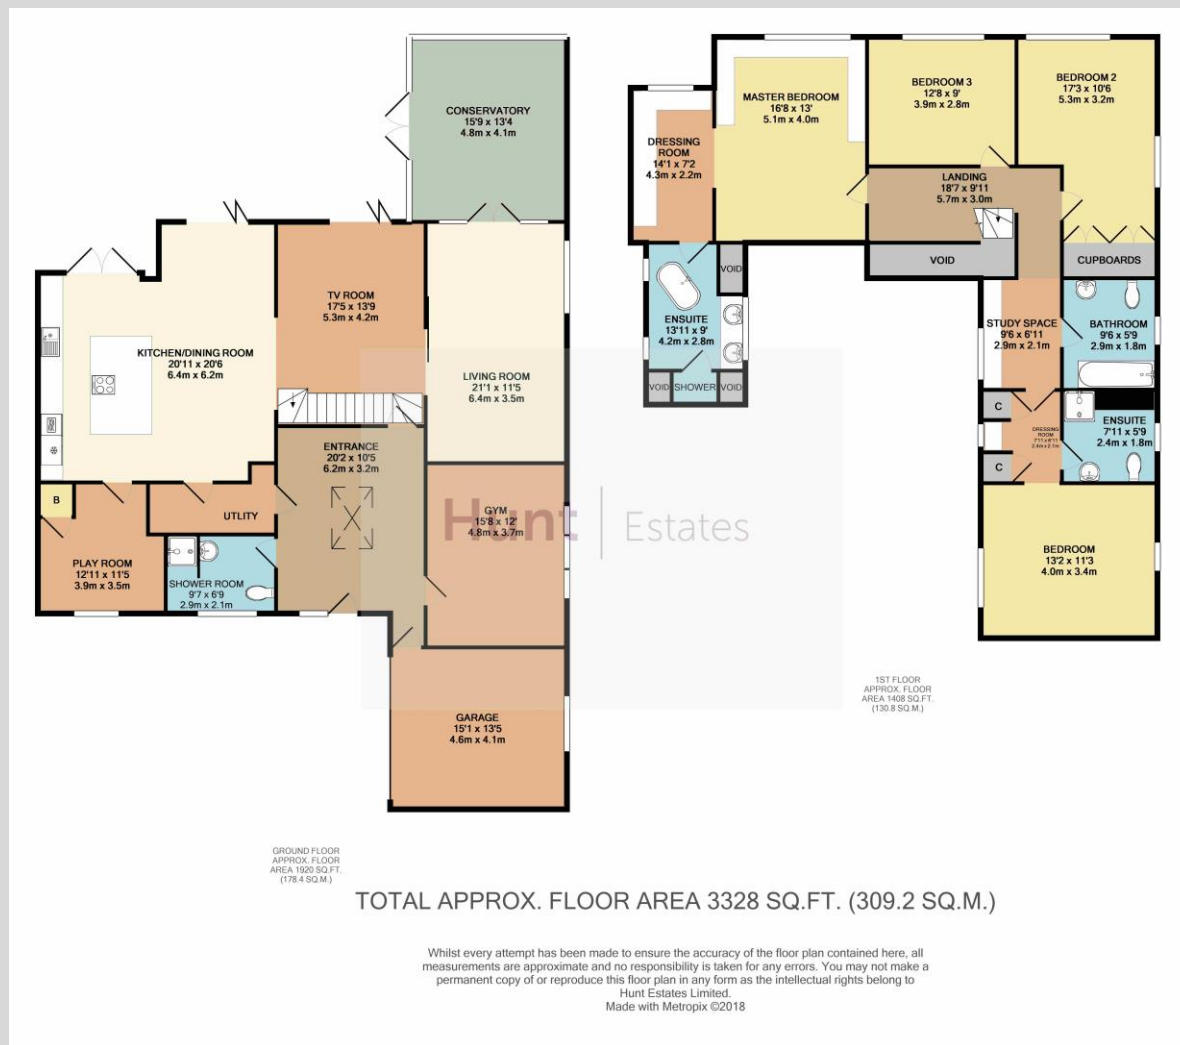 CONSERVATORY
15'9 x 13'4
4.8m x 4.1m
KITCHEN/DINING ROOM
20'11 x 20'6
6.4m x 6.2m
TV ROOM
17'5 x 13'9
5.3m x 4.2m
LIVING ROOM
21'1 x 11'5
6.4m x 3.5m
ENTRANCE
20'2 x 10'5
6.2m x 3.2m
B
UTLITY
PLAY ROOM
12'11 x 11'5
3.9m x 3.5m
SHOWER ROOM
9'7 x 6'9
2.9m x 2.1m
GYM
15'8 x 12'
4.8m x 3.7m
Hunt | Estates
GARAGE
15'1 x 13'5
4.6m x 4.1m
GROUND FLOOR
APPROX. FLOOR
AREA 1920 SQ.FT.
(178.4 SQ.M.)
MASTER BEDROOM
16'8 x 13'
5.1m x 4.0m
BEDROOM 3
12'8 x 9'
3.9m x 2.8m
BEDROOM 2
17'3 x 10'6
5.3m x 3.2m
DRESSING
ROOM
14'1 x 7'2
4.3m x 2.2m
LANDING
18'7 x 9'11
5.7m x 3.0m
VOID
VOID
CUPBOARDS
ENSUITE
13'11 x 9'
4.2m x 2.8m
VOID
SHOWER
VOID
STUDY SPACE
9'6 x 6'11
2.9m x 2.1m
BATHROOM
9'6 x 5'9
2.9m x 1.8m
C
DRESSING
ROOM
7'11 x 6'11
2.4m x 2.1m
C
ENSUITE
7'11 x 5'9
2.4m x 1.8m
BEDROOM
13'2 x 11'3
4.0m x 3.4m
1ST FLOOR
APPROX. FLOOR
AREA 1408 SQ.FT.
(130.8 SQ.M.)
TOTAL APPROX. FLOOR AREA 3328 SQ.FT. (309.2 SQ.M.)
Whilst every attempt has been made to ensure the accuracy of the floor plan contained here, all
measurements are approximate and no responsibility is taken for any errors. You may not make a
permanent copy of or reproduce this floor plan in any form as the intellectual rights belong to
Hunt Estates Limited.
Made with Metropix ©2018